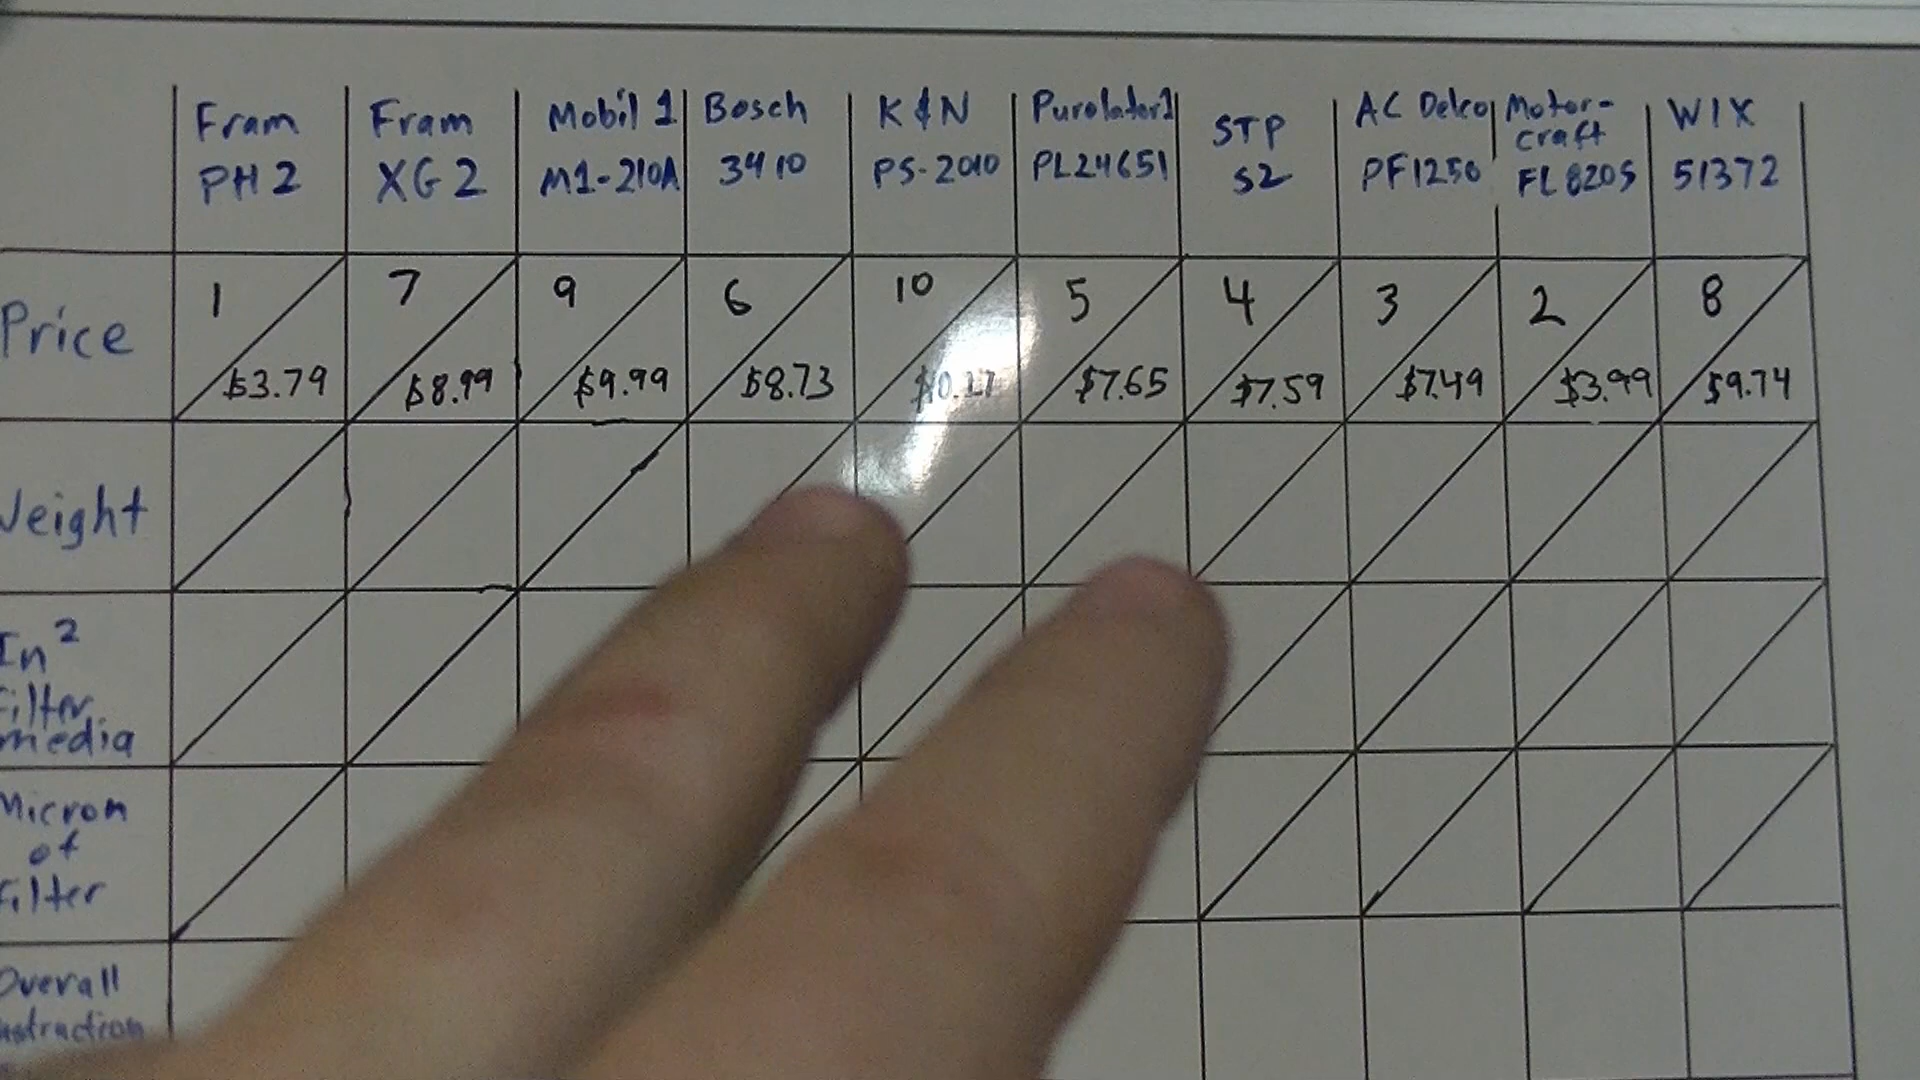 Fram PH2
Fram XG2
Mobil 1 M1-210A
Bosch 3410
K&N PS-2010
Purolator1 PL24651
STP S2
AC Delco PF1250
Motor-craft FL820S
WIX 51372
Price
1 7 9 6 10 5 4 3 2 8
$3.79 $8.99 $9.99 $8.73 $7.65 $7.59 $7.49 $3.99 $9.74
In²
media
Micron
of
Overall